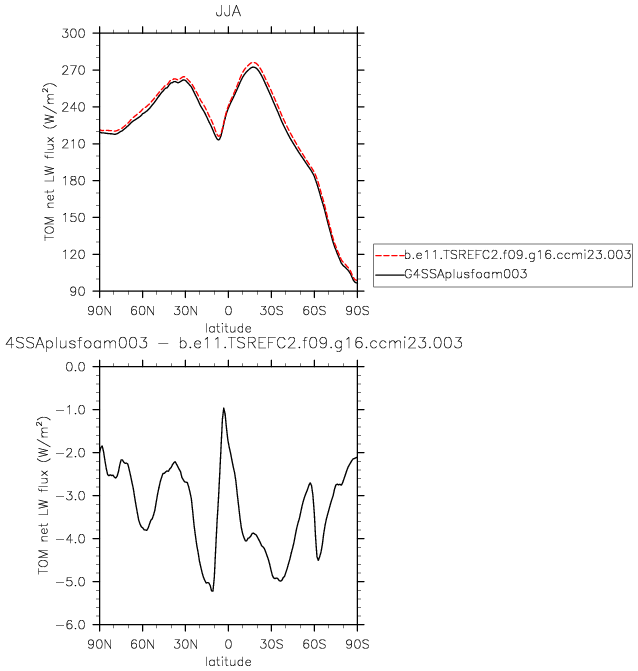 JJA
300
270
240
210
180
150
120
90
TOM net LW flux (W/m²)
90N 60N 30N 0 30S 60S 90S
latitude
b.e11.TSREFC2.f09.g16.ccmi23.003
G4SSAplusfoam003
4SSAplusfoam003 − b.e11.TSREFC2.f09.g16.ccmi23.003
0.0
−1.0
−2.0
−3.0
−4.0
−5.0
−6.0
TOM net LW flux (W/m²)
90N 60N 30N 0 30S 60S 90S
latitude